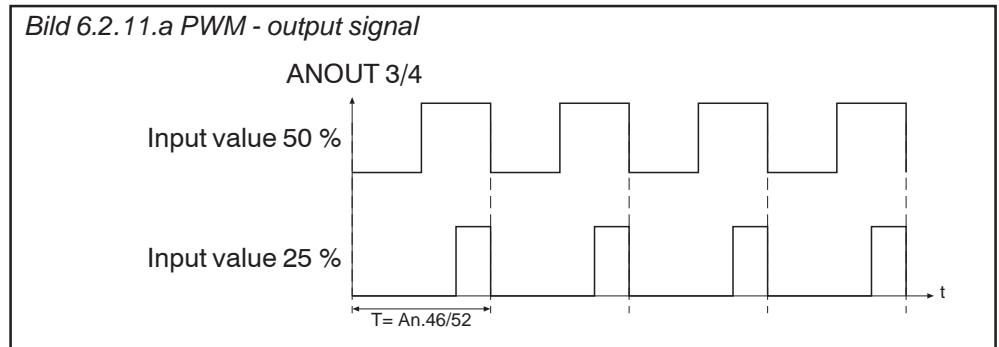 Bild 6.2.11.a PWM - output signal
ANOUT 3/4
Input value 50 %
Input value 25 %
t
T= An.46/52